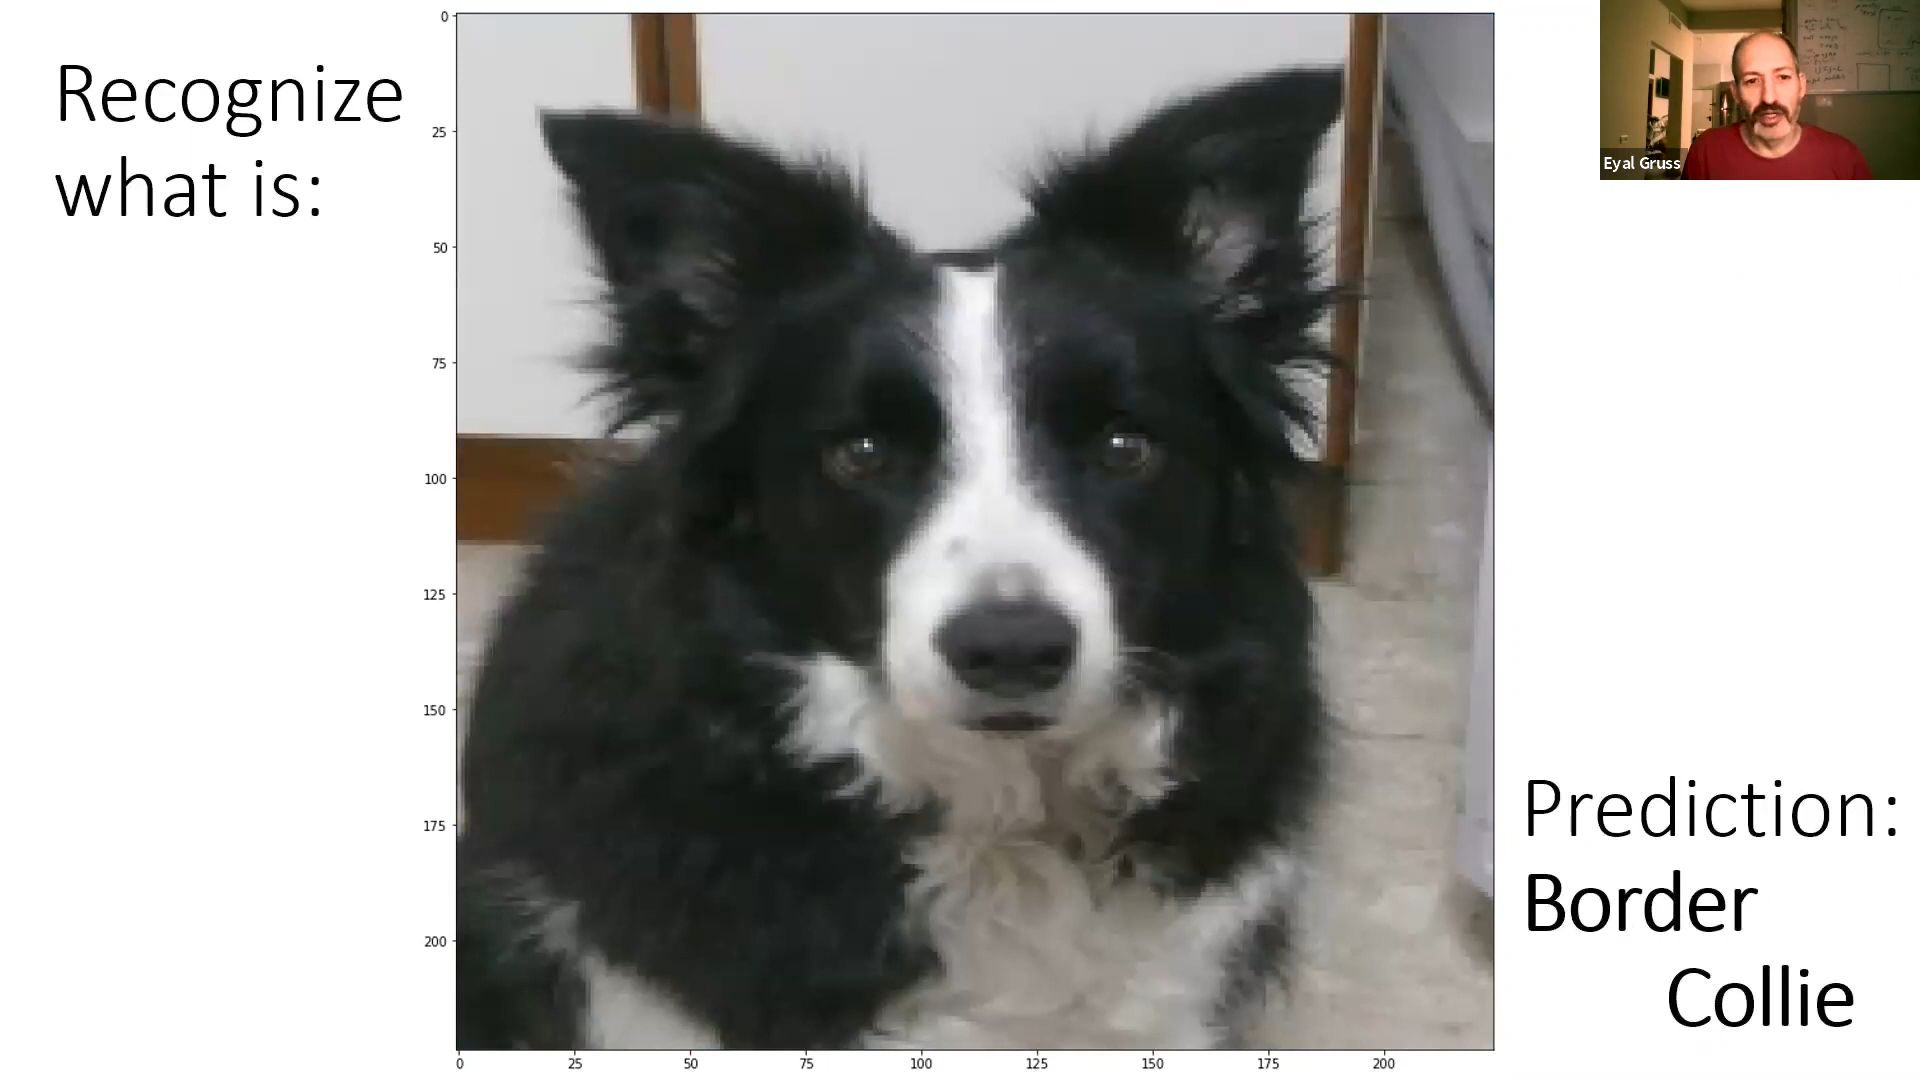 Recognize
what is:
0
25
50
75
100
125
150
175
200
0 25 50 75 100 125 150 175 200
Prediction:
Border
Collie
Eyal Gruss